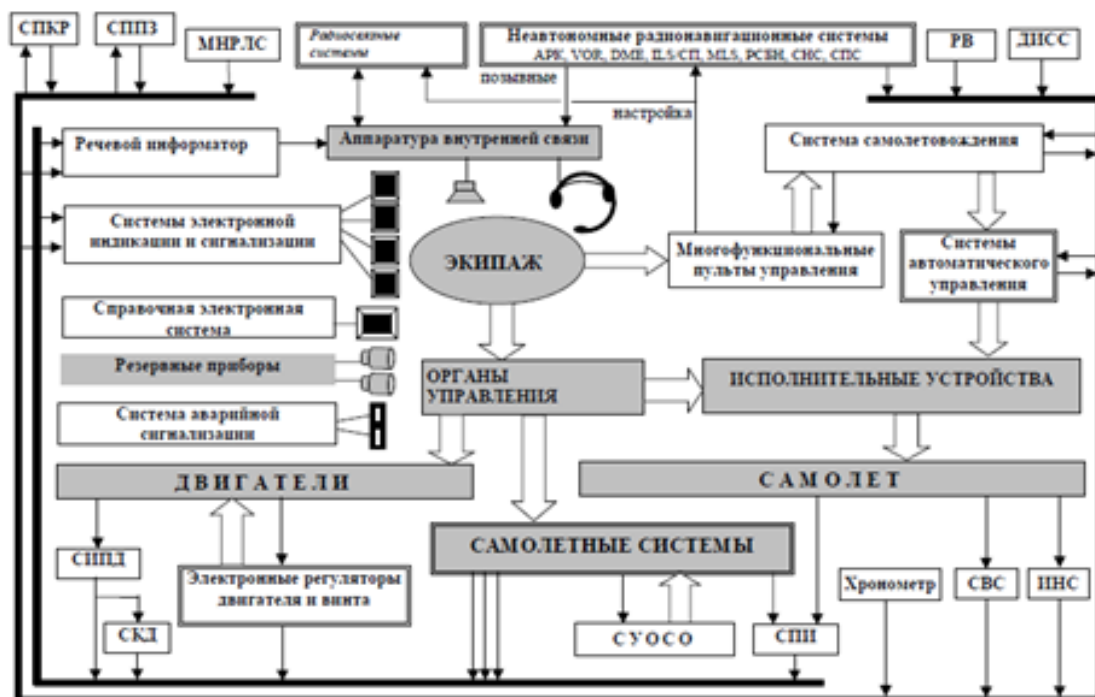 СПКР
СППЗ
МНРЛС
Радиосвязные
системы
Неавтономные радионавигационные системы
АРК, VOR, DME, ILS/СП, MLS, РСБН, СНС, СПС
РВ
ДИСС
позывные
настройка
Речевой информатор
Аппаратура внутренней связи
Система самолетовождения
Системы электронной
индикации и сигнализации
ЭКИПАЖ
Многофункциональные
пульты управления
Системы
автоматического
управления
Справочная электронная
система
Резервные приборы
ОРГАНЫ
УПРАВЛЕНИЯ
ИСПОЛНИТЕЛЬНЫЕ УСТРОЙСТВА
Система аварийной
сигнализации
ДВИГАТЕЛИ
САМОЛЕТ
САМОЛЕТНЫЕ СИСТЕМЫ
СИПД
Электронные регуляторы
двигателя и винта
Хронометр
СВС
ИНС
СКД
СУОСО
СПИ